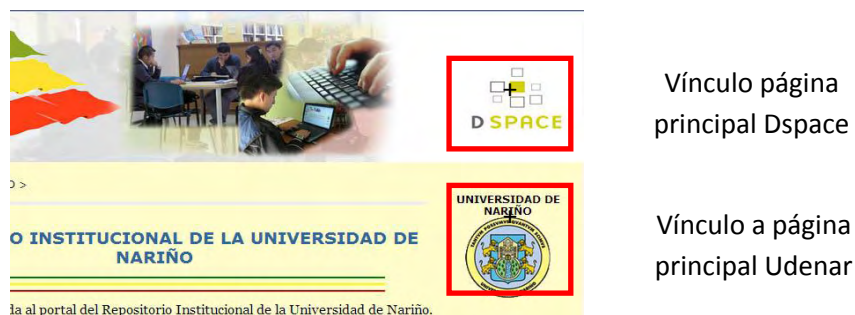 DSPACE
Vínculo página
principal Dspace
O >
UNIVERSIDAD DE
NARIÑO
O INSTITUCIONAL DE LA UNIVERSIDAD DE
NARIÑO
Vínculo a página
principal Udenar
da al portal del Repositorio Institucional de la Universidad de Nariño.